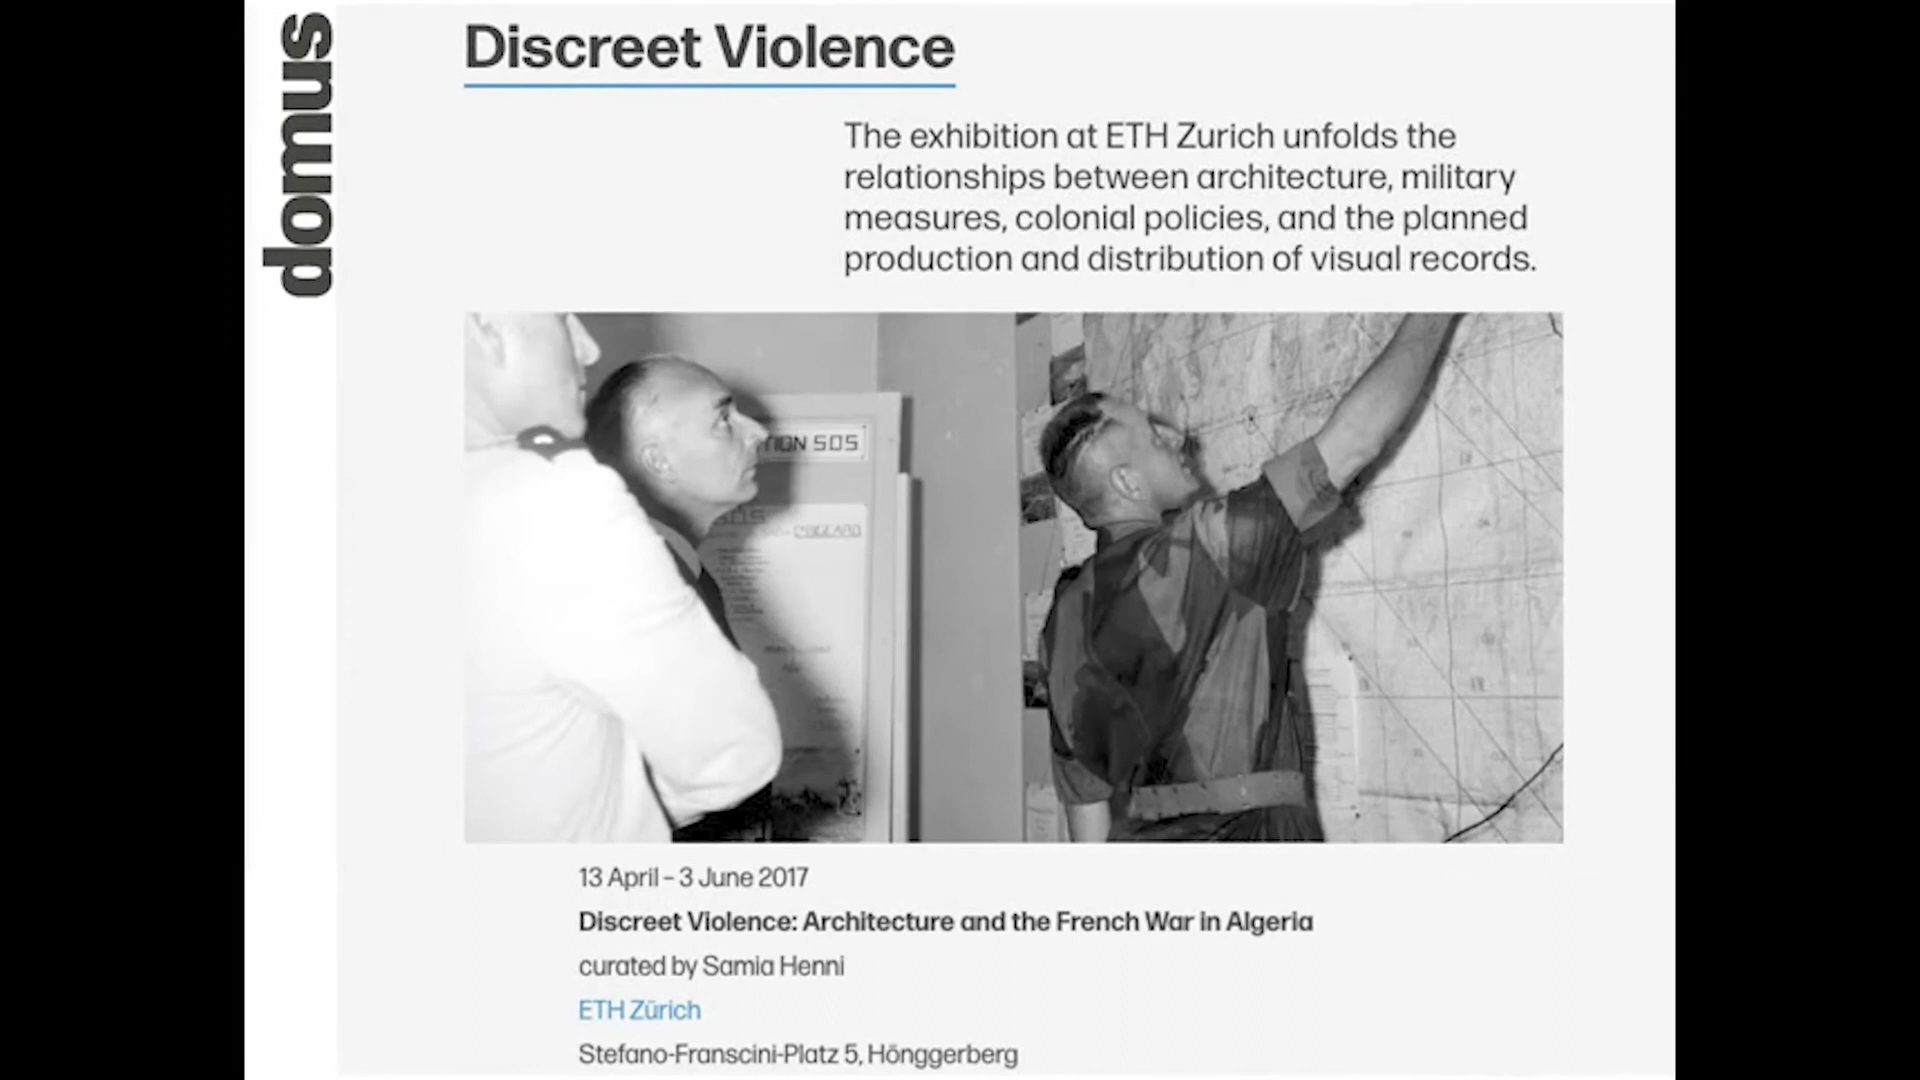 domus
Discreet Violence
The exhibition at ETH Zurich unfolds the
relationships between architecture, military
measures, colonial policies, and the planned
production and distribution of visual records.
SOS
13 April – 3 June 2017
Discreet Violence: Architecture and the French War in Algeria
curated by Samia Henni
ETH Zürich
Stefano-Franscini-Platz 5, Hönggerberg